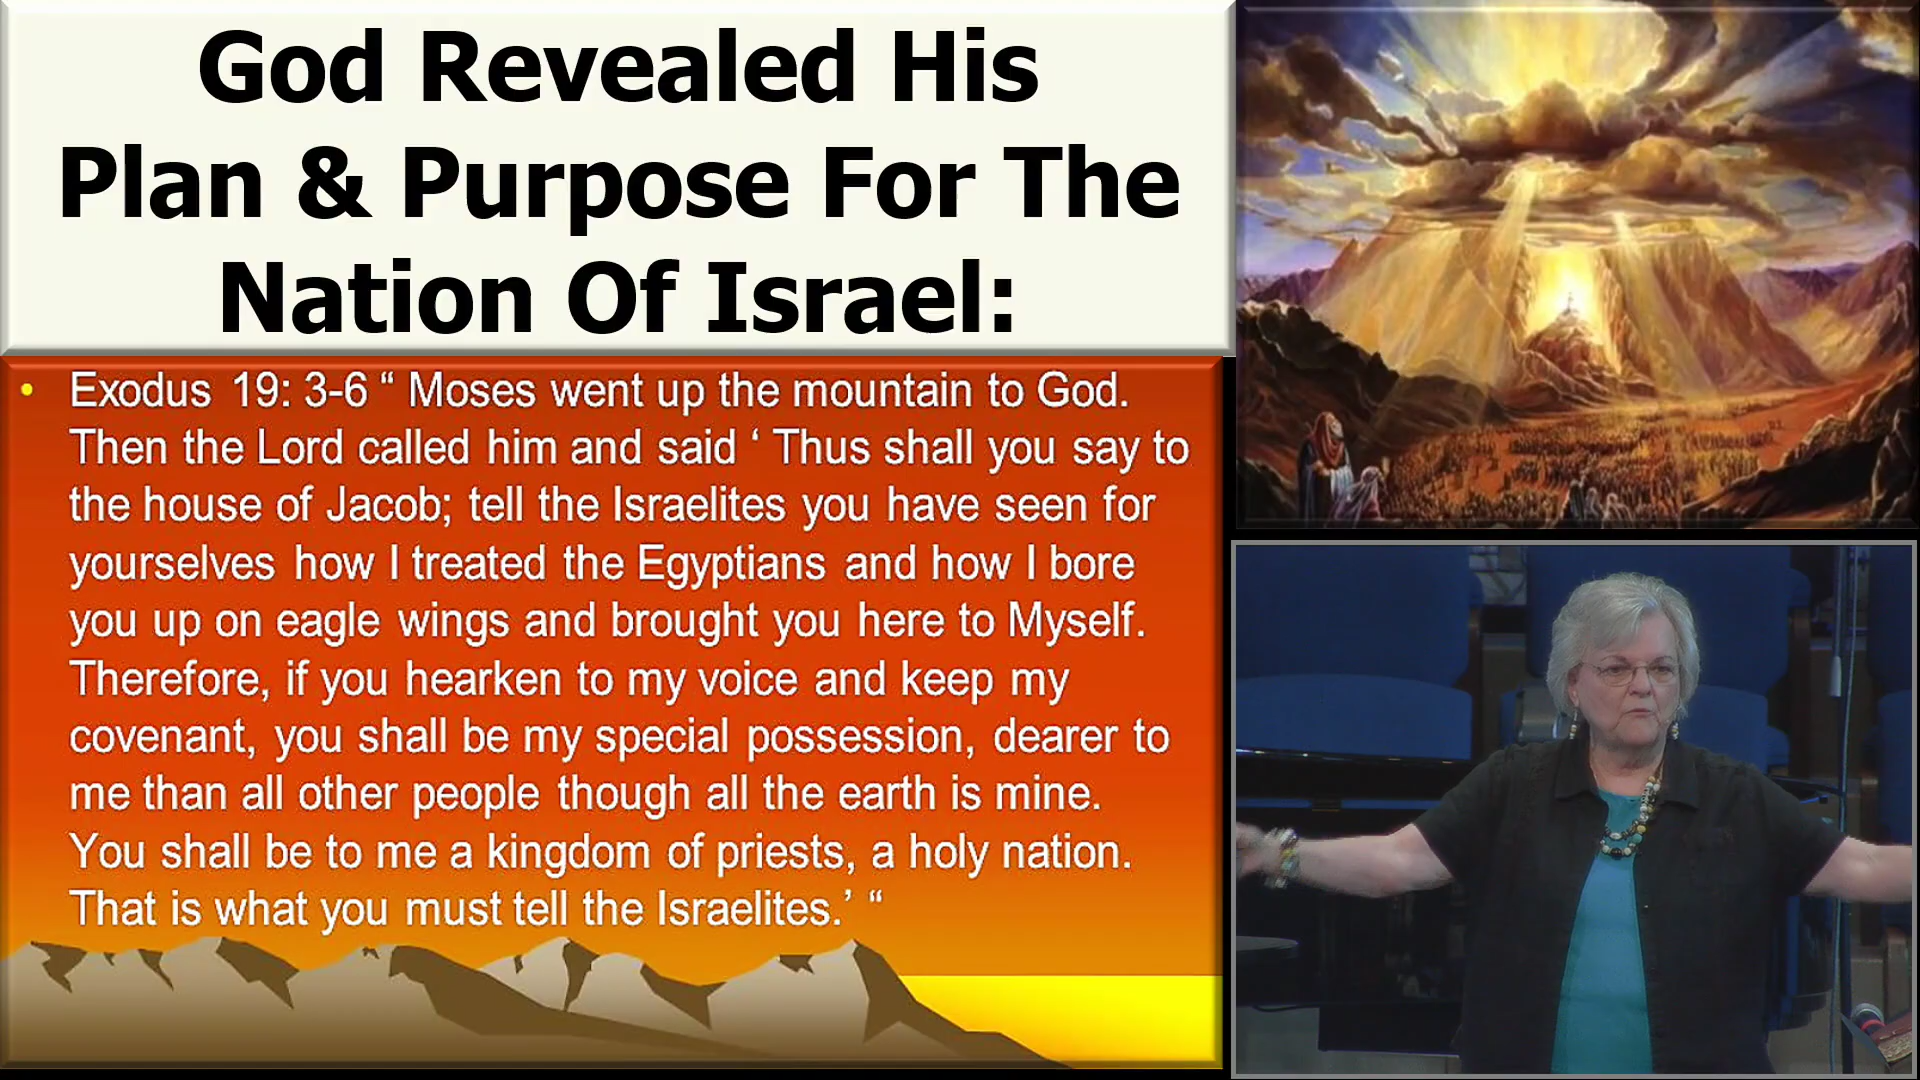 God Revealed His
Plan & Purpose For The
Nation Of Israel:
• Exodus 19: 3-6 “ Moses went up the mountain to God.
Then the Lord called him and said ‘ Thus shall you say to
the house of Jacob; tell the Israelites you have seen for
yourselves how I treated the Egyptians and how I bore
you up on eagle wings and brought you here to Myself.
Therefore, if you hearken to my voice and keep my
covenant, you shall be my special possession, dearer to
me than all other people though all the earth is mine.
You shall be to me a kingdom of priests, a holy nation.
That is what you must tell the Israelites.’ “